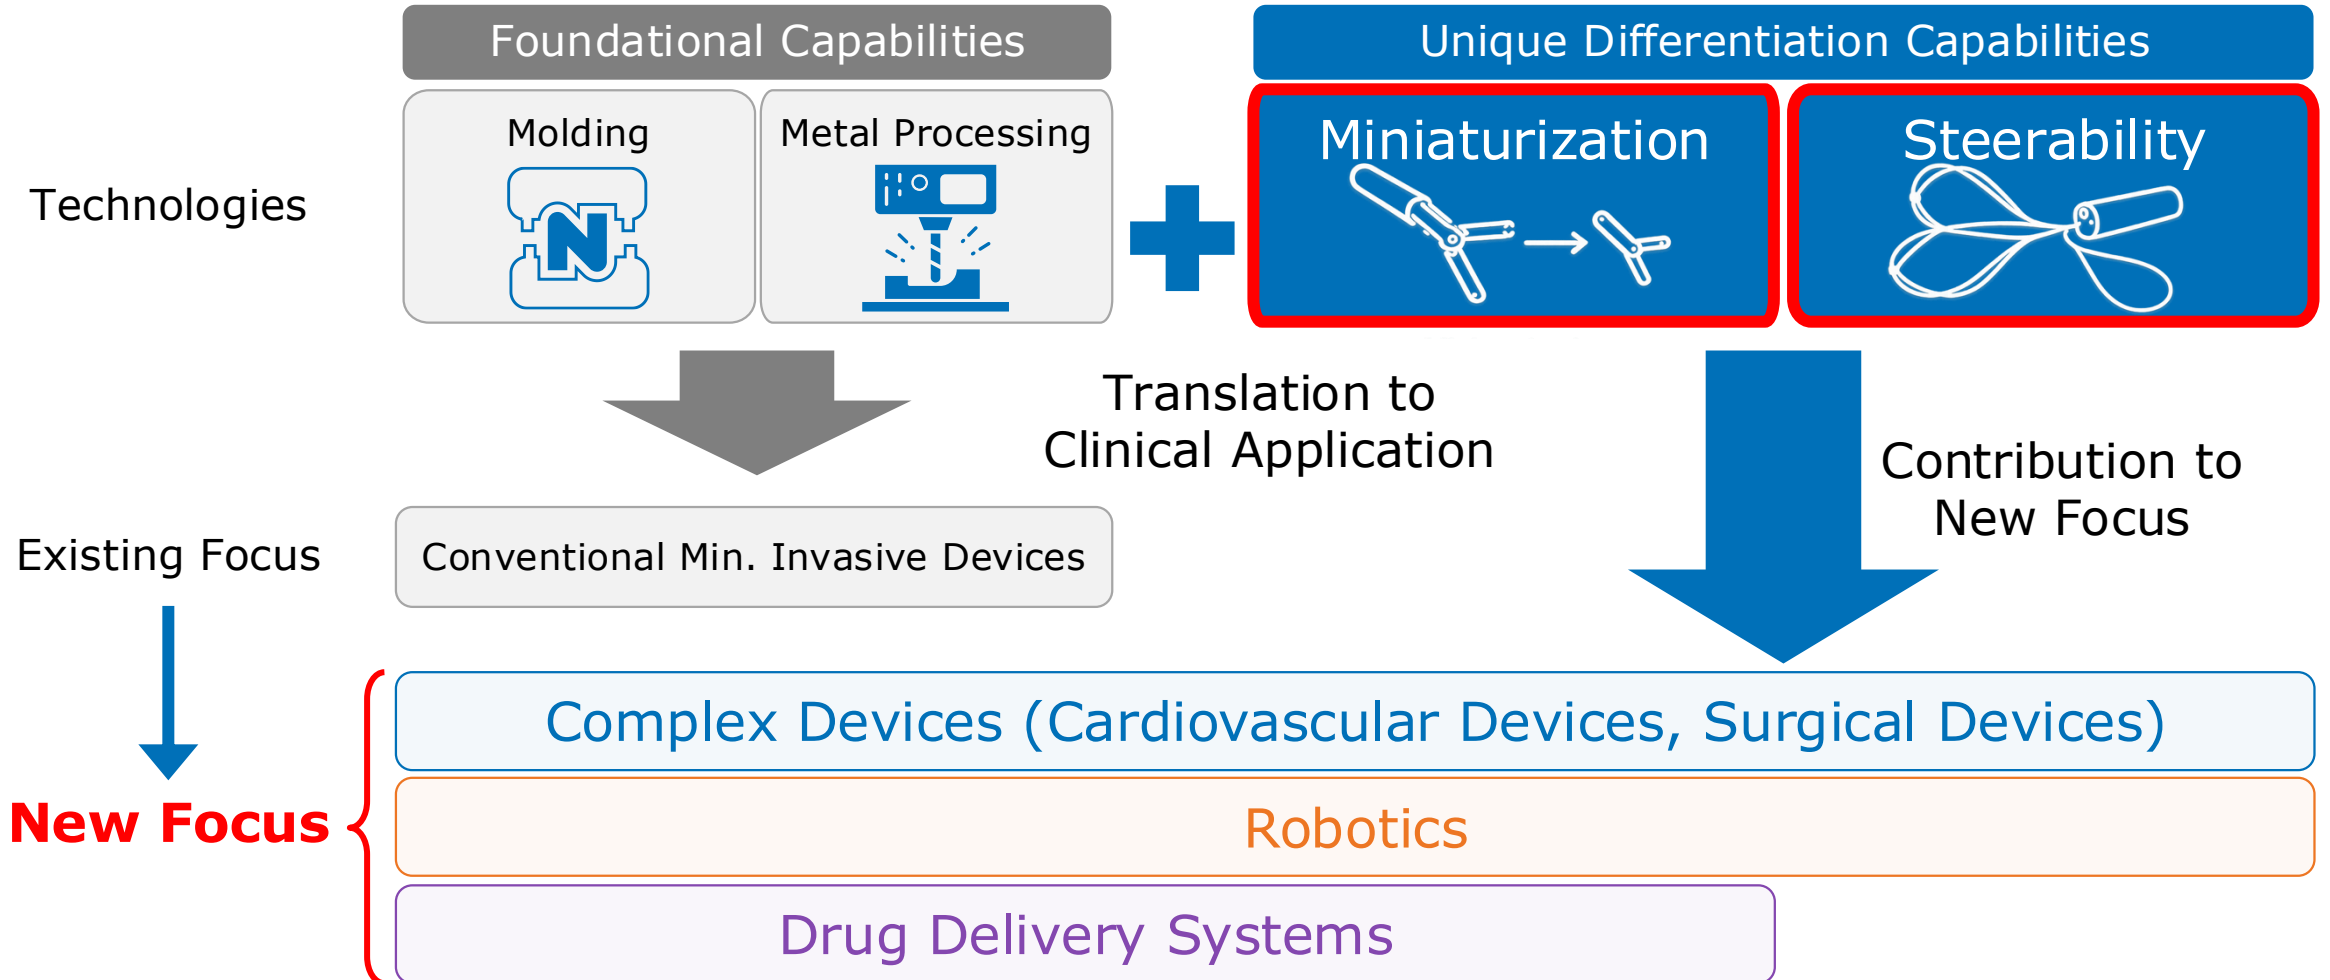 Foundational Capabilities
Unique Differentiation Capabilities
Technologies
Molding
Metal Processing
Miniaturization
Steerability
N
Translation to
Clinical Application
Contribution to
New Focus
Existing Focus
Conventional Min. Invasive Devices
New Focus
Complex Devices (Cardiovascular Devices, Surgical Devices)
Robotics
Drug Delivery Systems